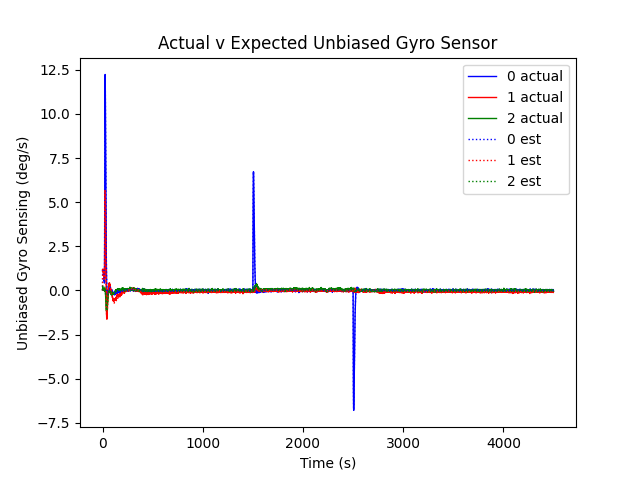 Actual v Expected Unbiased Gyro Sensor
Unbiased Gyro Sensing (deg/s)
12.5
10.0
7.5
5.0
2.5
0.0
−2.5
−5.0
−7.5
0 actual
1 actual
2 actual
0 est
1 est
2 est
0 1000 2000 3000 4000
Time (s)